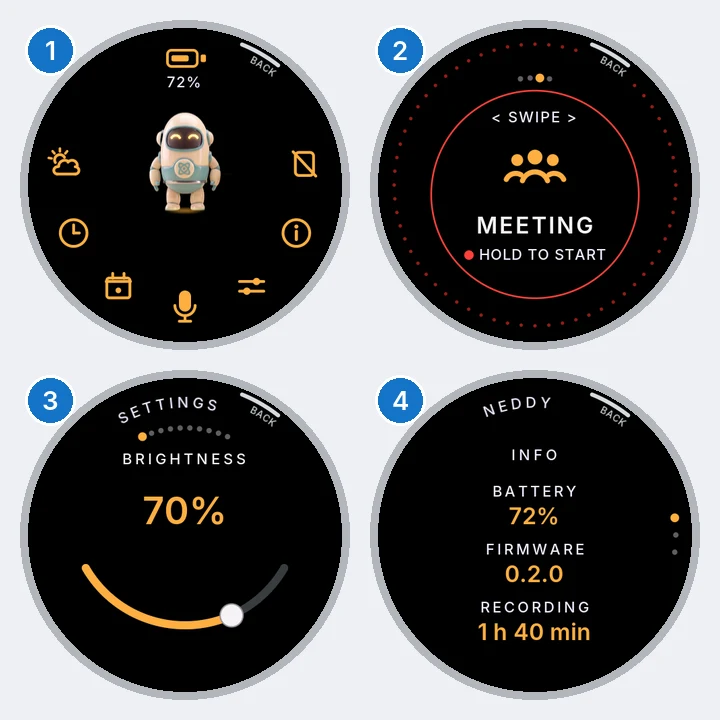 1
BACK
72%
2
BACK
< SWIPE >
MEETING
HOLD TO START
3
SETTINGS
BACK
BRIGHTNESS
70%
4
NEDDY
BACK
INFO
BATTERY
72%
FIRMWARE
0.2.0
RECORDING
1 h 40 min